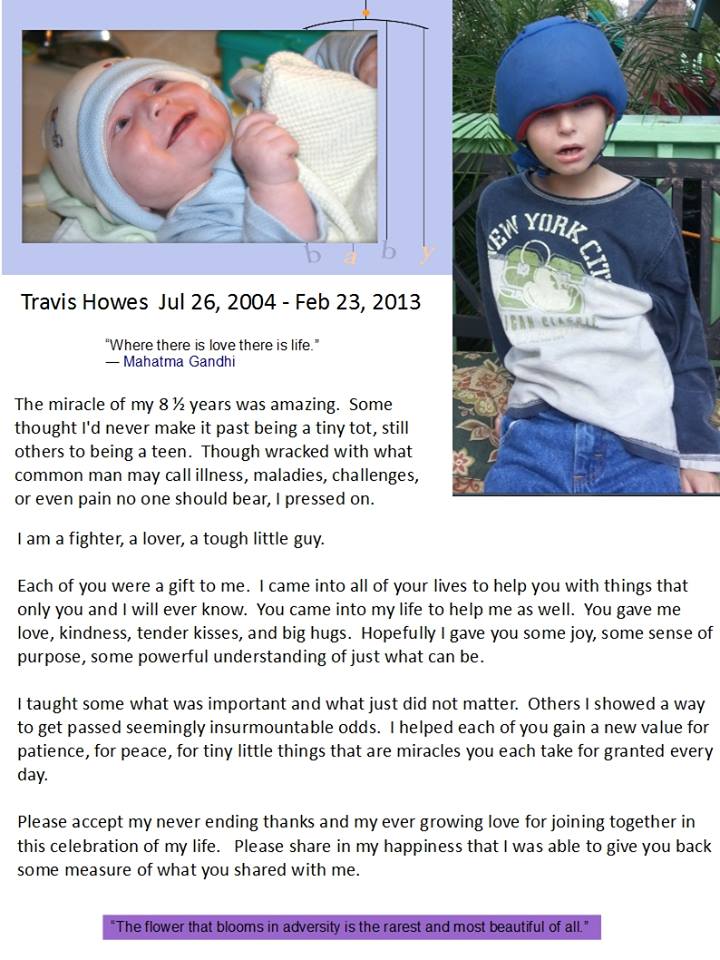 b a b y
Travis Howes Jul 26, 2004 - Feb 23, 2013
“Where there is love there is life.”
— Mahatma Gandhi
The miracle of my 8 ½ years was amazing. Some
thought I'd never make it past being a tiny tot, still
others to being a teen. Though wracked with what
common man may call illness, maladies, challenges,
or even pain no one should bear, I pressed on.
I am a fighter, a lover, a tough little guy.
Each of you were a gift to me. I came into all of your lives to help you with things that
only you and I will ever know. You came into my life to help me as well. You gave me
love, kindness, tender kisses, and big hugs. Hopefully I gave you some joy, some sense of
purpose, some powerful understanding of just what can be.
I taught some what was important and what just did not matter. Others I showed a way
to get passed seemingly insurmountable odds. I helped each of you gain a new value for
patience, for peace, for tiny little things that are miracles you each take for granted every
day.
Please accept my never ending thanks and my ever growing love for joining together in
this celebration of my life. Please share in my happiness that I was able to give you back
some measure of what you shared with me.
“The flower that blooms in adversity is the rarest and most beautiful of all.”
NEW YORK CIT
ICAN CLASSIC